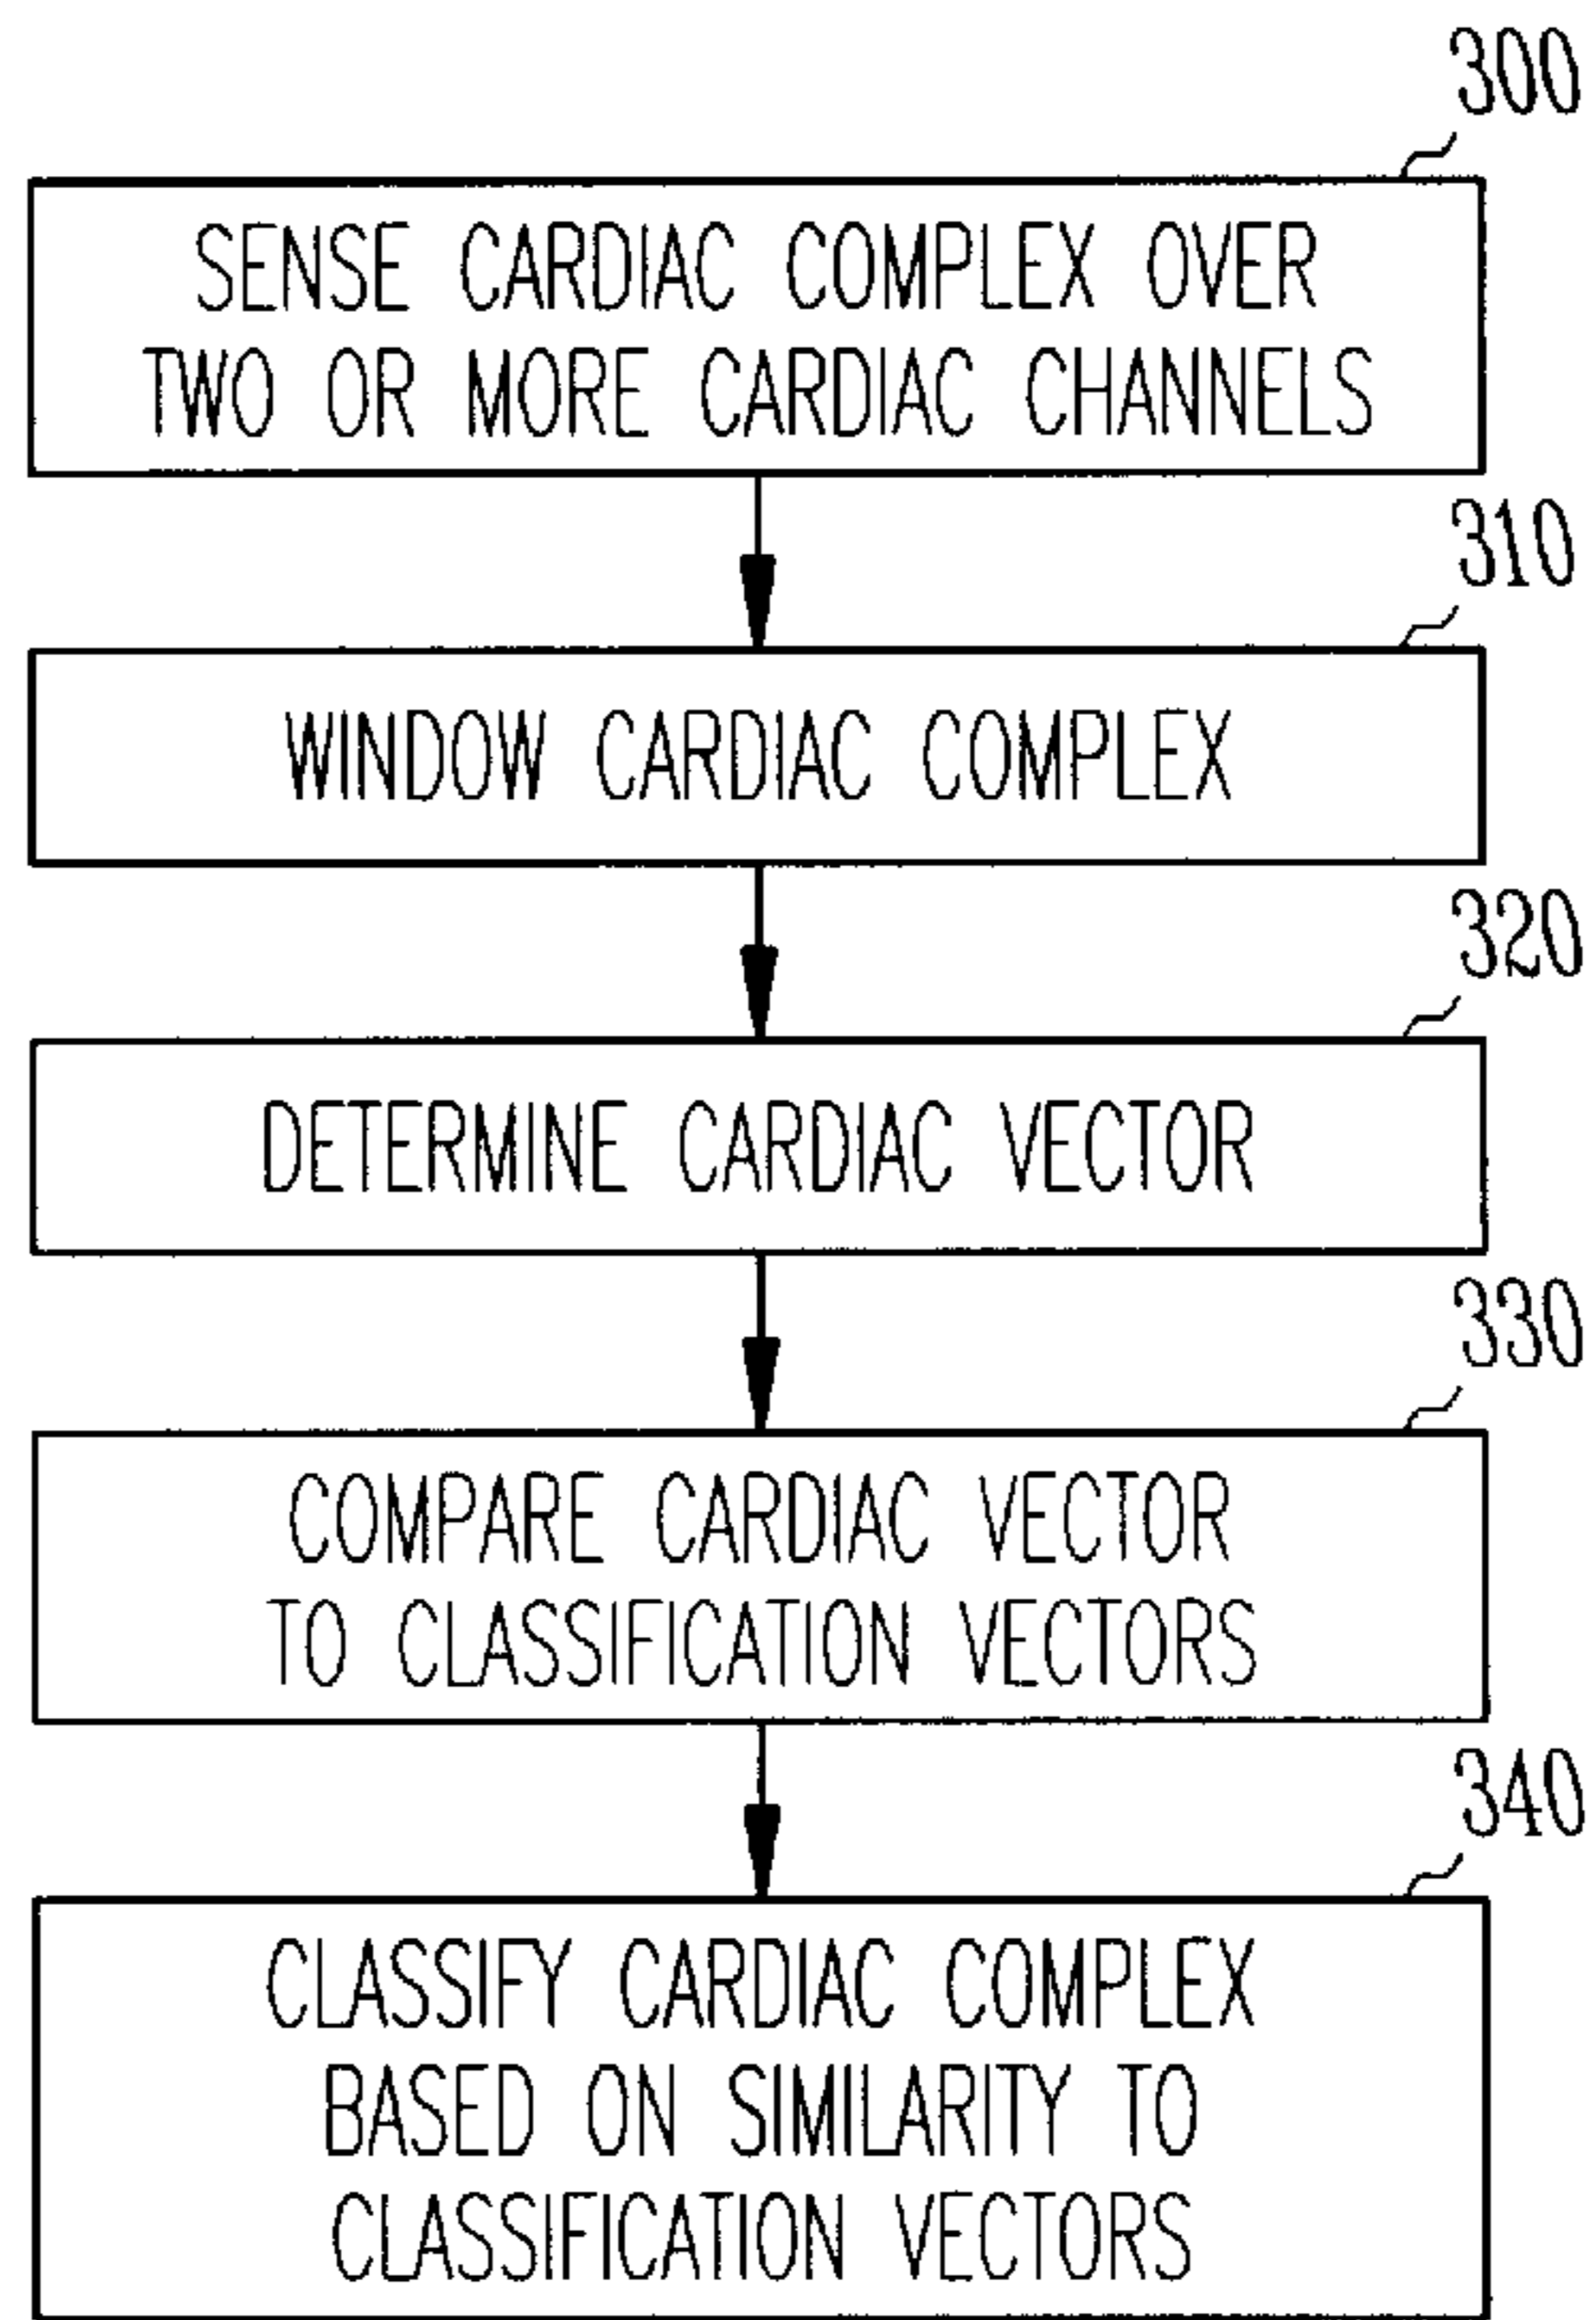 300
SENSE CARDIAC COMPLEX OVER
TWO OR MORE CARDIAC CHANNELS
310
WINDOW CARDIAC COMPLEX
320
DETERMINE CARDIAC VECTOR
330
COMPARE CARDIAC VECTOR
TO CLASSIFICATION VECTORS
340
CLASSIFY CARDIAC COMPLEX
BASED ON SIMILARITY TO
CLASSIFICATION VECTORS